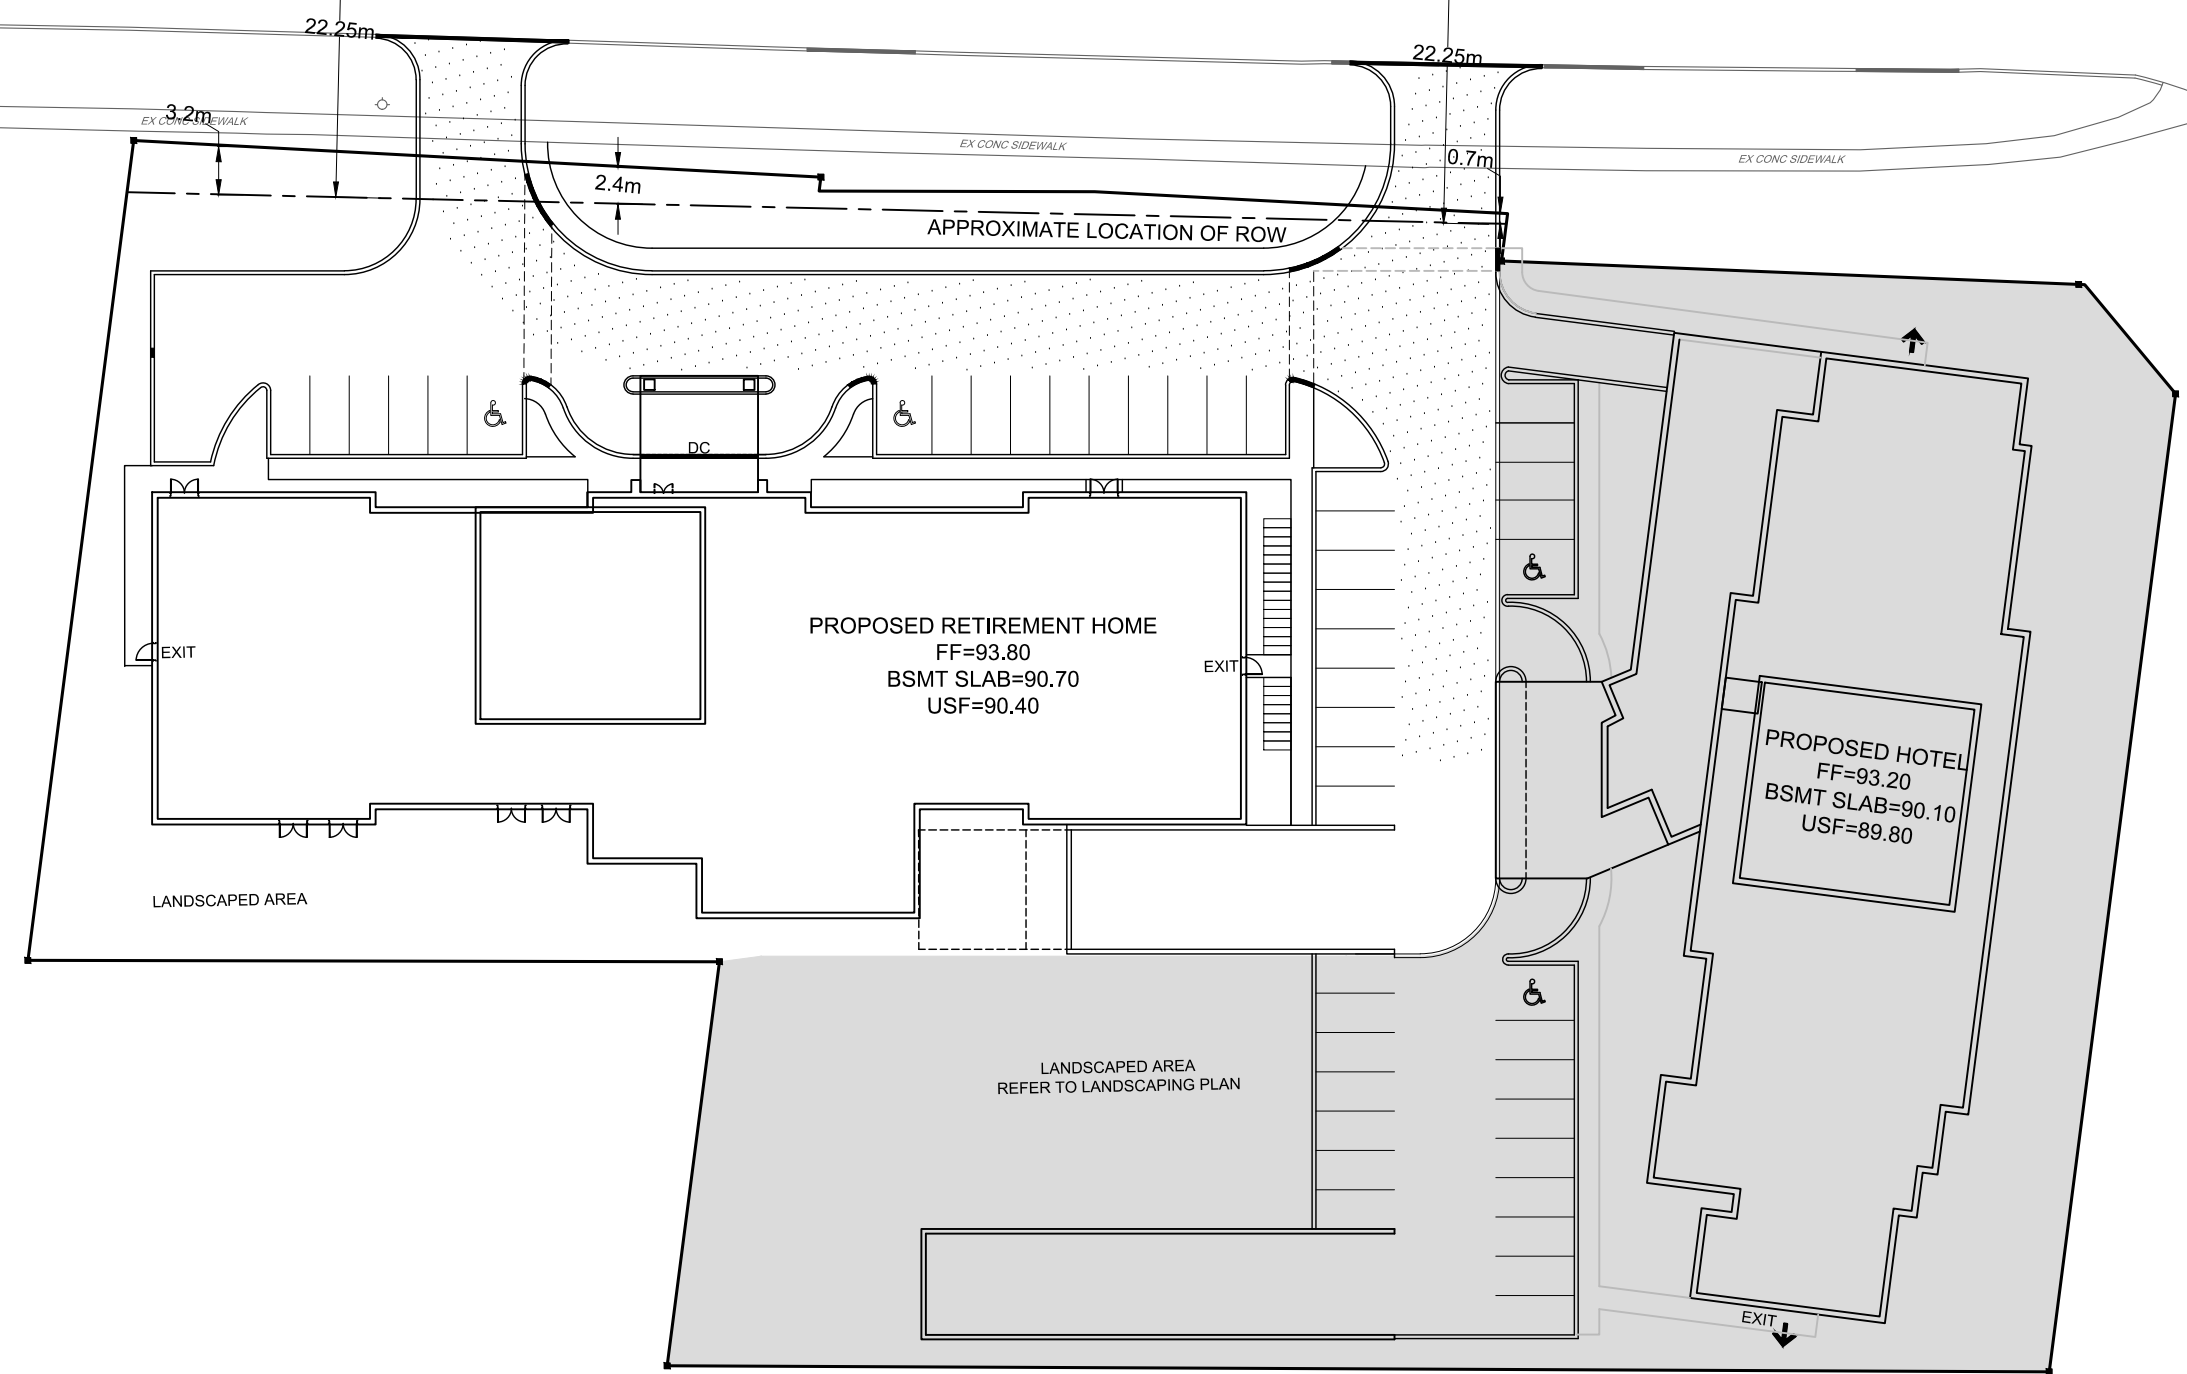 22.25m
22.25m
3.2m
EX CONC SIDEWALK
EX CONC SIDEWALK
0.7m
EX CONC SIDEWALK
2.4m
APPROXIMATE LOCATION OF ROW
DC
PROPOSED RETIREMENT HOME
FF=93.80
BSMT SLAB=90.70
USF=90.40
EXIT
EXIT
PROPOSED HOTEL
FF=93.20
BSMT SLAB=90.10
USF=89.80
LANDSCAPED AREA
LANDSCAPED AREA
REFER TO LANDSCAPING PLAN
EXIT